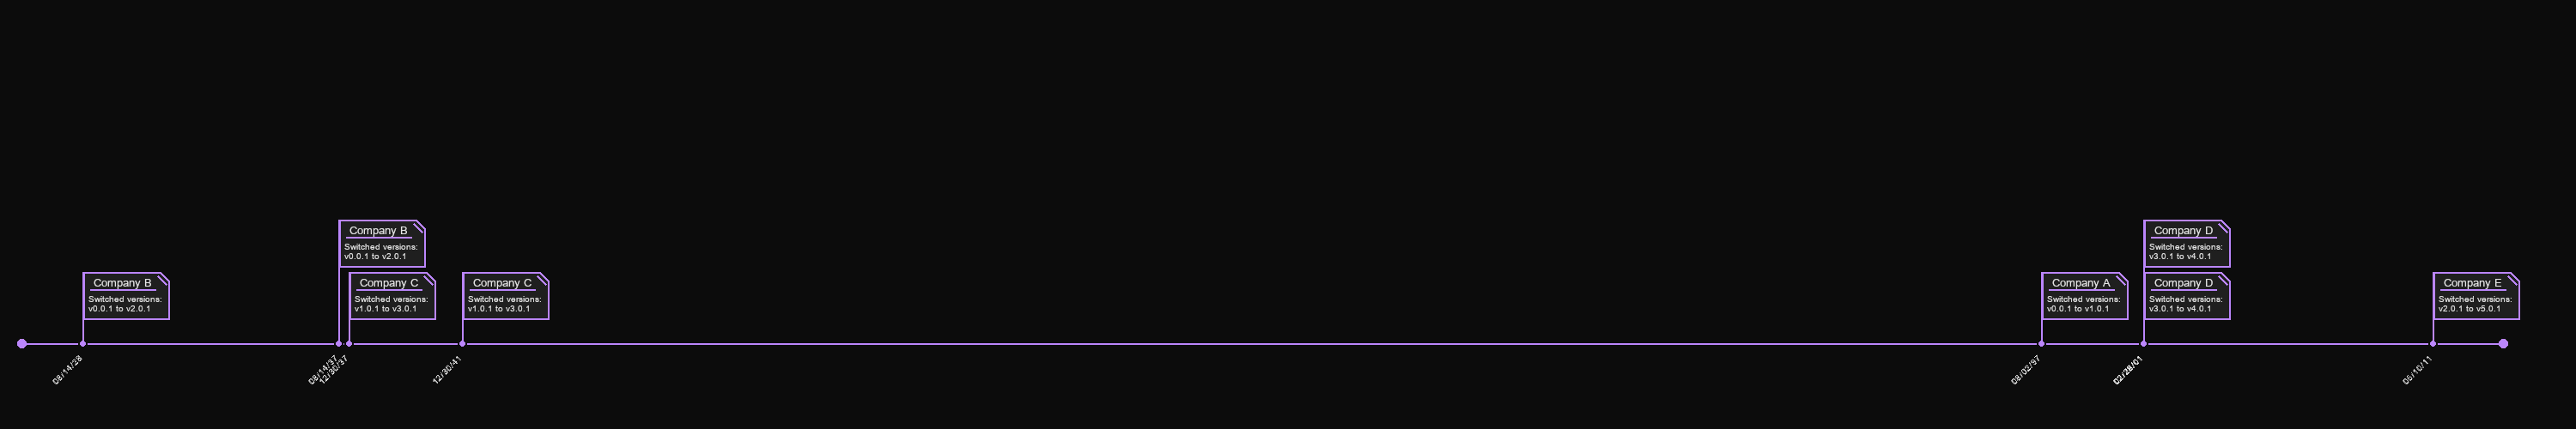 Company B
Switched versions:
v0.0.1 to v2.0.1
Company D
Switched versions:
v3.0.1 to v4.0.1
Company B
Switched versions:
v0.0.1 to v2.0.1
Company C
Switched versions:
v1.0.1 to v3.0.1
Company C
Switched versions:
v1.0.1 to v3.0.1
Company A
Switched versions:
v0.0.1 to v1.0.1
Company D
Switched versions:
v3.0.1 to v4.0.1
Company E
Switched versions:
v2.0.1 to v5.0.1
08/14/28
08/14/37
12/30/37
12/30/41
08/02/97
02/28/01
05/10/11